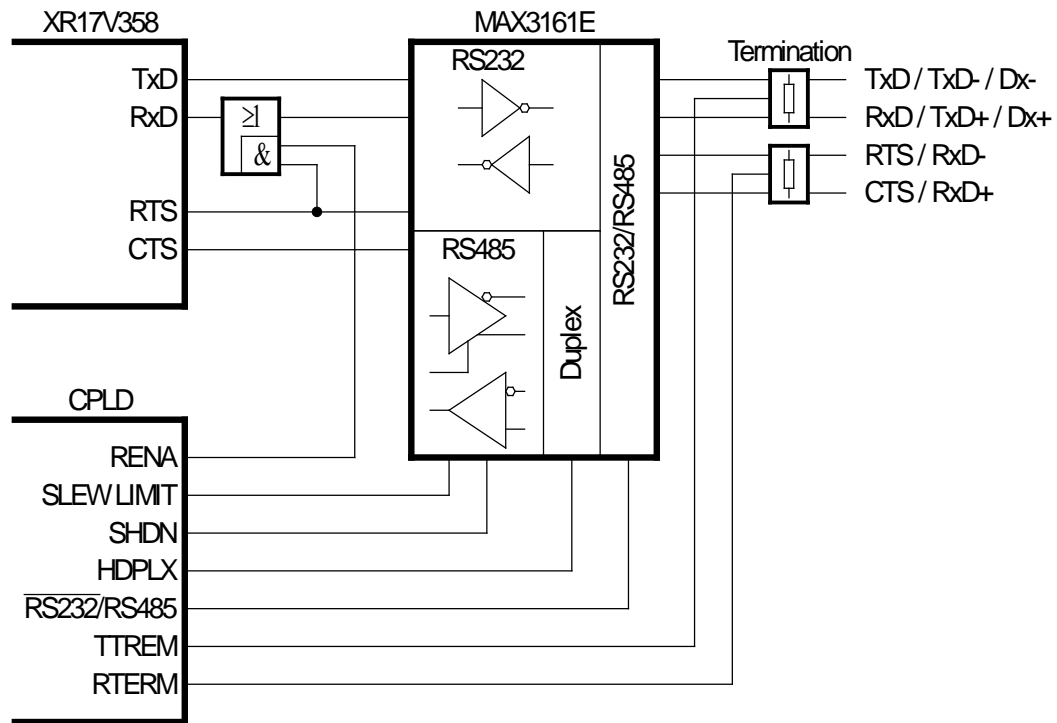 XR17V358
MAX3161E
TxD
RxD
RTS
CTS
≥1
&
RS232
RS485
Duplex
RS232/RS485
Termination
TxD / TxD- / Dx-
RxD / TxD+ / Dx+
RTS / RxD-
CTS / RxD+
CPLD
RENA
SLEW LIMIT
SHDN
HDPLX
RS232/RS485
TTREM
RTERM